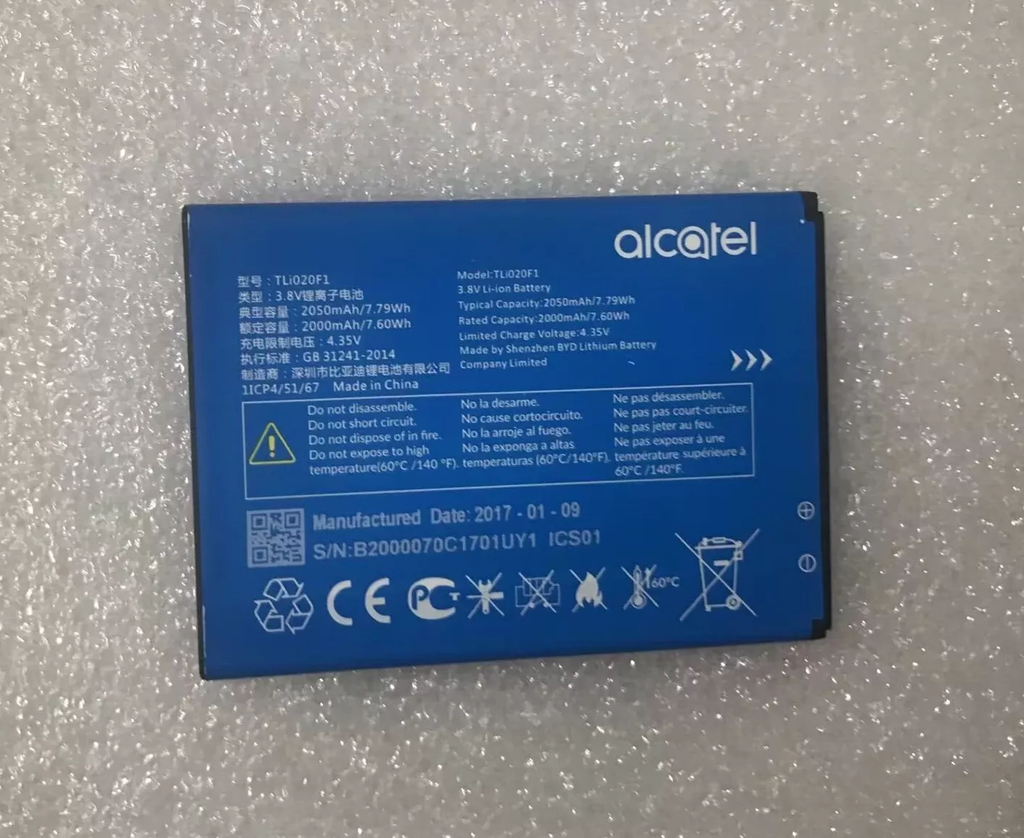 alcatel
型号：TLi020F1
类型：3.8V锂离子电池
典型容量：2050mAh/7.79Wh
额定容量：2000mAh/7.60Wh
充电限制电压：4.35V
执行标准：GB 31241-2014
制造商：深圳市比亚迪锂电池有限公司
1ICP4/51/67 Made in China
Model:TLi020F1
3.8V Li-ion Battery
Typical Capacity:2050mAh/7.79Wh
Rated Capacity:2000mAh/7.60Wh
Limited Charge Voltage:4.35V
Made by Shenzhen BYD Lithium Battery
Company Limited
Do not disassemble.
Do not short circuit.
Do not dispose of in fire.
Do not expose to high
temperature(60°C /140 °F).
No la desarme.
No cause cortocircuito.
No la arroje al fuego.
No la exponga a altas
temperaturas (60°C/140°F).
Ne pas désassembler.
Ne pas pas court-circuiter.
Ne pas jeter au feu.
Ne pas exposer à une
température supérieure à
60°C /140°F.
Manufactured Date: 2017 - 01 - 09
S/N:B2000070C1701UY1 ICS01
CE PCT 60°C